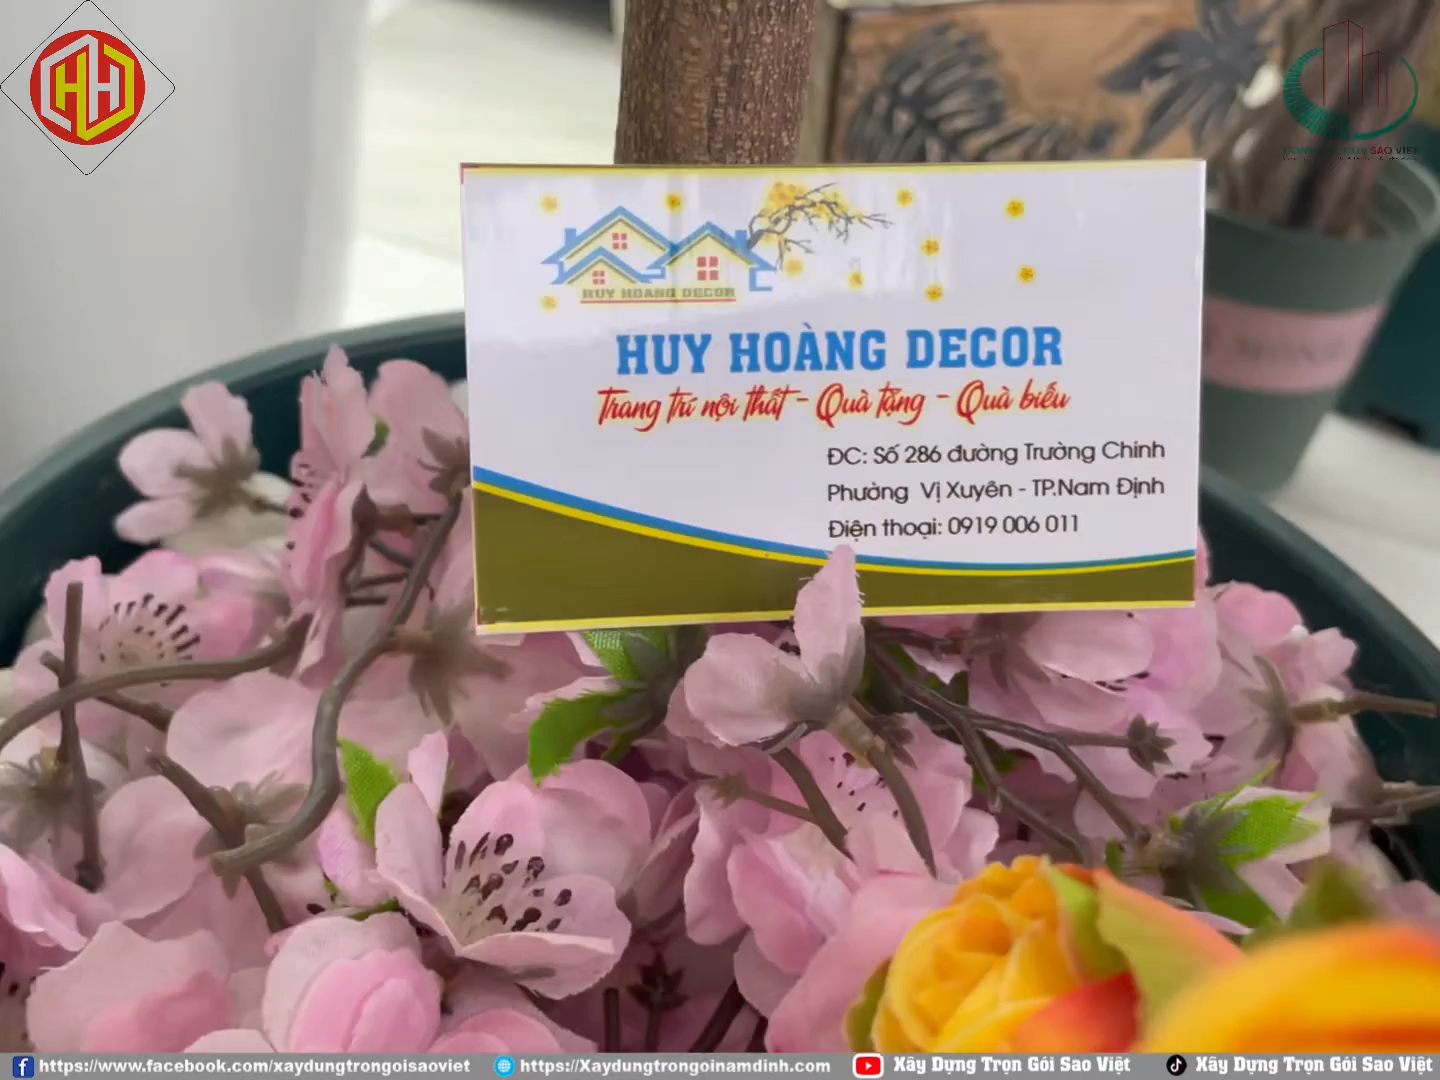 HUY HOANG DECOR
HUY HOÀNG DECOR
Trang trí nội thất - Quà tặng - Quà biếu
ĐC: Số 286 đường Trường Chinh
Phường Vị Xuyên - TP.Nam Định
Điện thoại: 0919 006 011
https://www.facebook.com/xaydungtrongoisaoviet
https://Xaydungtrongoinamdinh.com
Xây Dựng Trọn Gói Sao Việt
Xây Dựng Trọn Gói Sao Việt